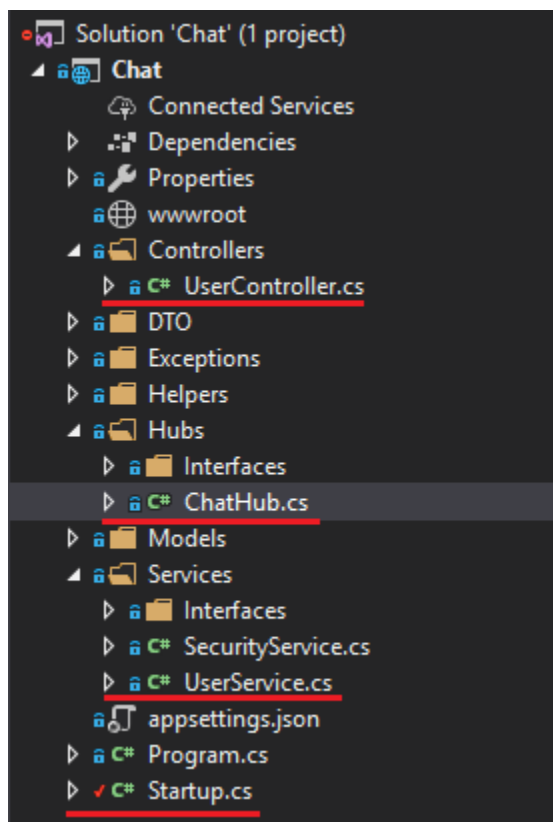 Solution 'Chat' (1 project)
Chat
Connected Services
Dependencies
Properties
wwwroot
Controllers
C# UserController.cs
DTO
Exceptions
Helpers
Hubs
Interfaces
C# ChatHub.cs
Models
Services
Interfaces
C# SecurityService.cs
C# UserService.cs
appsettings.json
C# Program.cs
C# Startup.cs